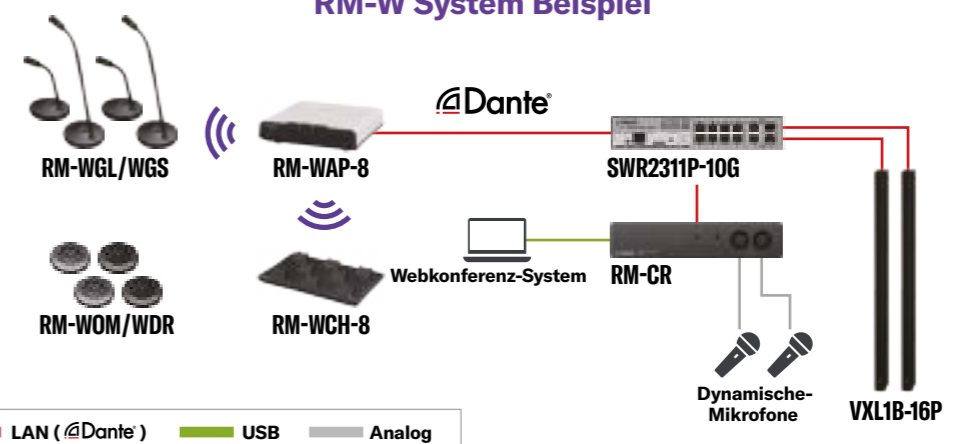 RM-W System Beispiel
Dante
RM-WGL/WGS
RM-WAP-8
SWR2311P-10G
Webkonferenz-System
RM-CR
RM-WOM/WDR
RM-WCH-8
Dynamische-
Mikrofone
VXL1B-16P
LAN ( Dante )
USB
Analog